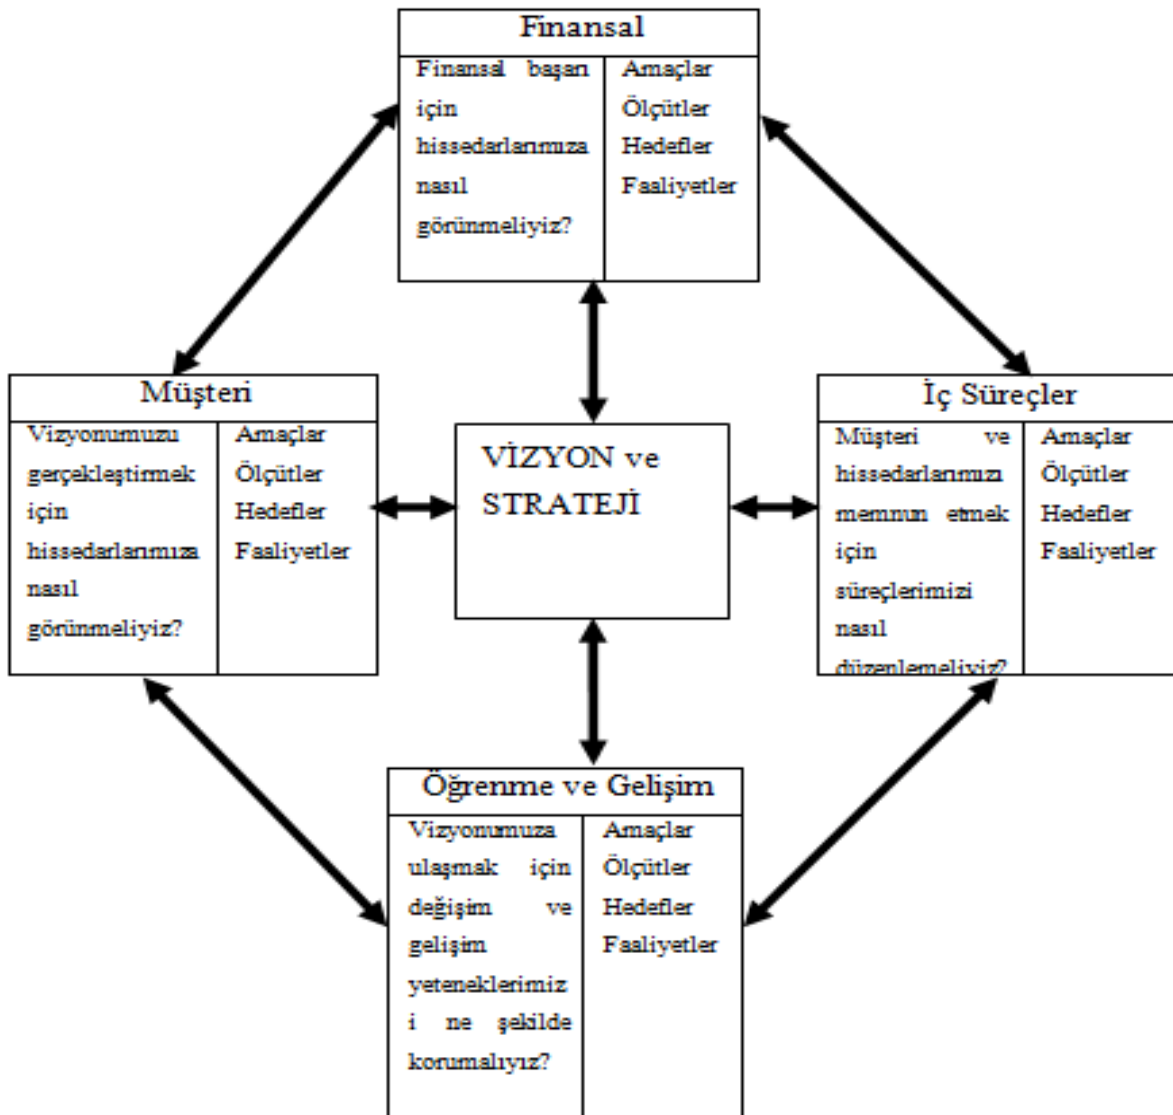 Finansal
Finansal başarı
için
hissedarlarımıza
nasıl
görünmeliyiz?
Amaçlar
Ölçütler
Hedefler
Faaliyetler
Müşteri
Vizyonumuzu
gerçekleştirmek
için
hissedarlarımıza
nasıl
görünmeliyiz?
Amaçlar
Ölçütler
Hedefler
Faaliyetler
VİZYON ve
STRATEJİ
İç Süreçler
Müşteri ve
hissedarlarımızı
memnun etmek
için
süreçlerimizi
nasıl
düzenlemeliyiz?
Amaçlar
Ölçütler
Hedefler
Faaliyetler
Öğrenme ve Gelişim
Vizyonumuza
ulaşmak için
değişim ve
gelişim
yeteneklerimiz
i ne şekilde
korumalıyız?
Amaçlar
Ölçütler
Hedefler
Faaliyetler